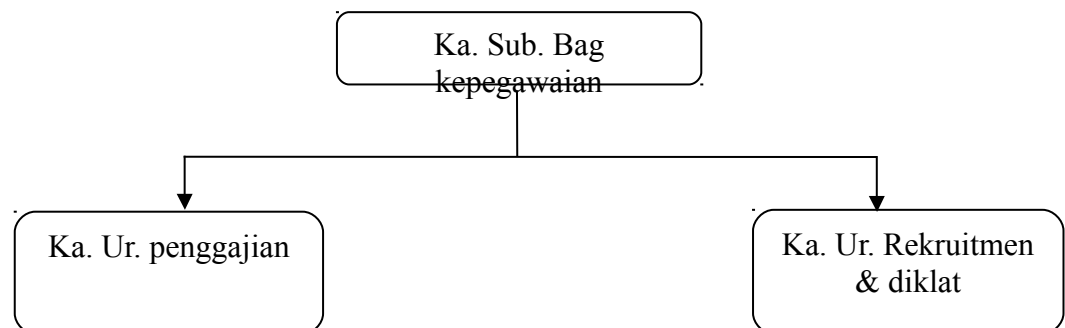 Ka. Sub. Bag
kepegawaian
Ka. Ur. penggajian
Ka. Ur. Rekruitmen
& diklat